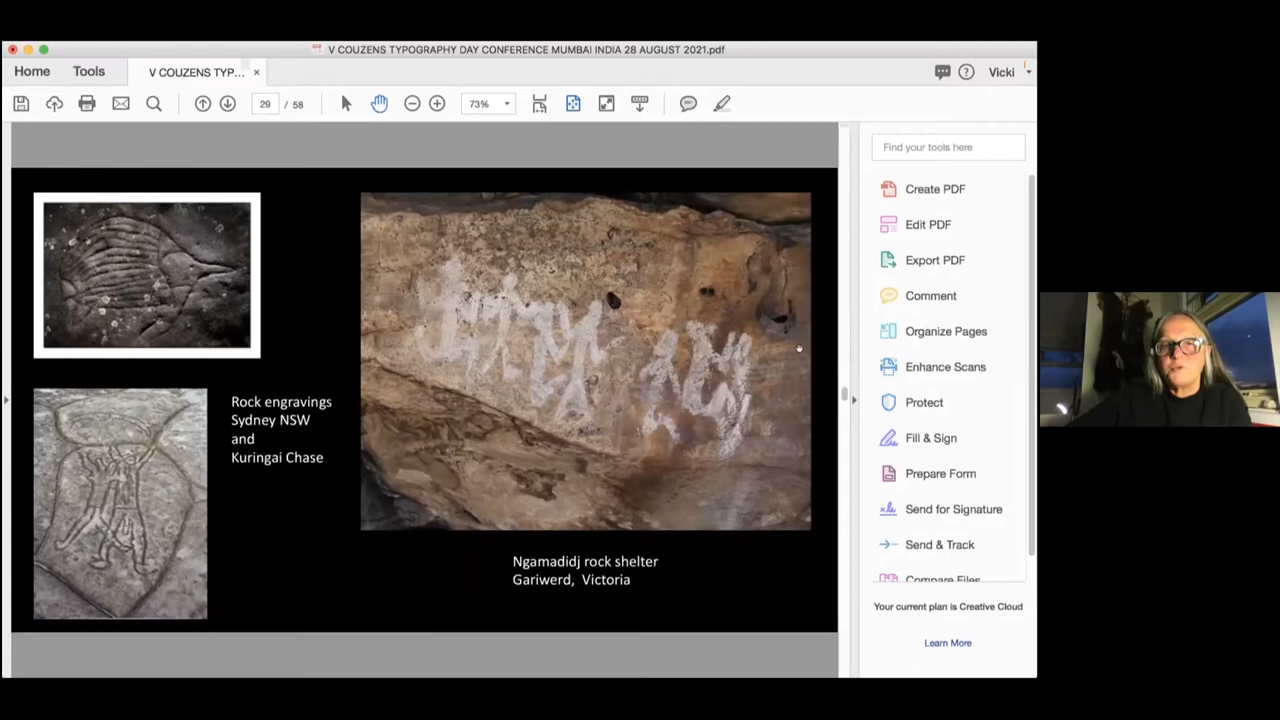 V COUZENS TYPOGRAPHY DAY CONFERENCE MUMBAI INDIA 28 AUGUST 2021.pdf
Home Tools V COUZENS TYP... × Vicki
29 / 58 73%
Find your tools here
Create PDF
Edit PDF
Export PDF
Comment
Organize Pages
Enhance Scans
Protect
Fill & Sign
Prepare Form
Send for Signature
Send & Track
Compare Files
Your current plan is Creative Cloud
Learn More
Rock engravings
Sydney NSW
and
Kuringai Chase
Ngamadidj rock shelter
Gariwerd, Victoria